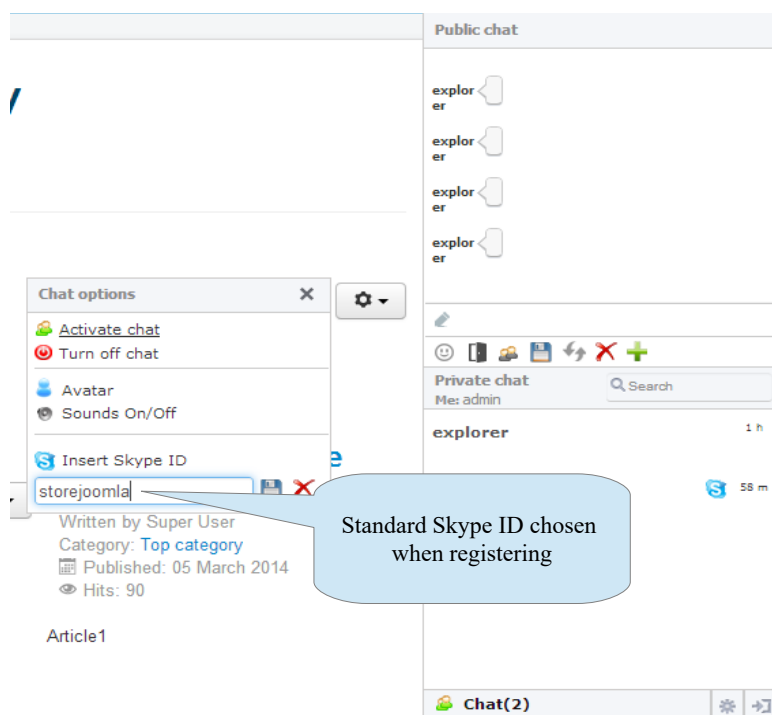 Public chat
y
explor
er
explor
er
explor
er
explor
er
Chat options
Activate chat
Turn off chat
Avatar
Sounds On/Off
Insert Skype ID
e
storejoomla
Private chat
Search
Me: admin
explorer
1 h
58 m
Standard Skype ID chosen
when registering
Written by Super User
Category: Top category
Published: 05 March 2014
Hits: 90
Article1
Chat(2)